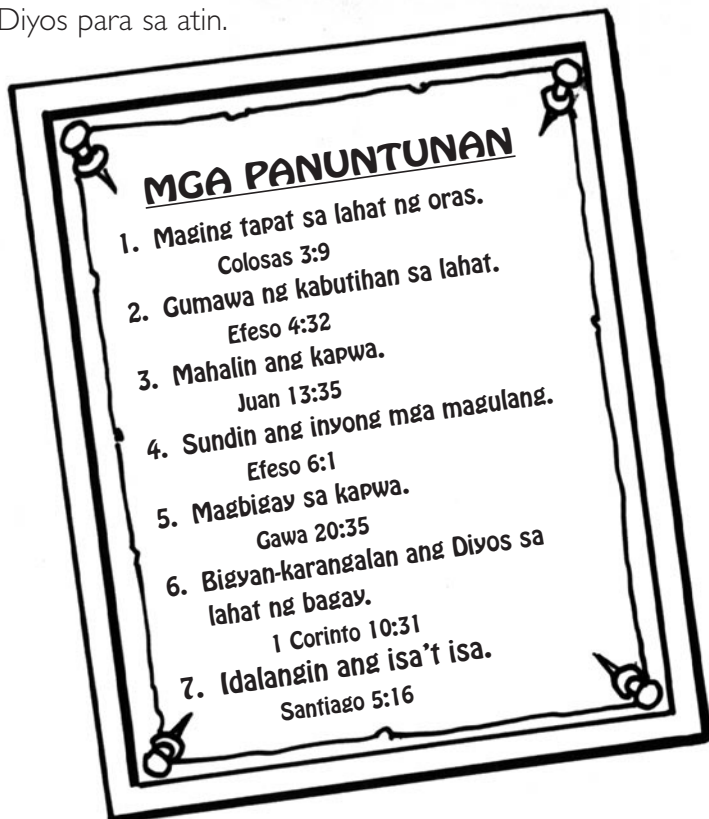 Diyos para sa atin.
MGA PANUNTUNAN
1. Maging tapat sa lahat ng oras.
Colosas 3:9
2. Gumawa ng kabutihan sa lahat.
Efeso 4:32
3. Mahalin ang kapwa.
Juan 13:35
4. Sundin ang inyong mga magulang.
Efeso 6:1
5. Magbigay sa kapwa.
Gawa 20:35
6. Bigyan-karangalan ang Diyos sa
lahat ng bagay.
1 Corinto 10:31
7. Idalangin ang isa't isa.
Santiago 5:16